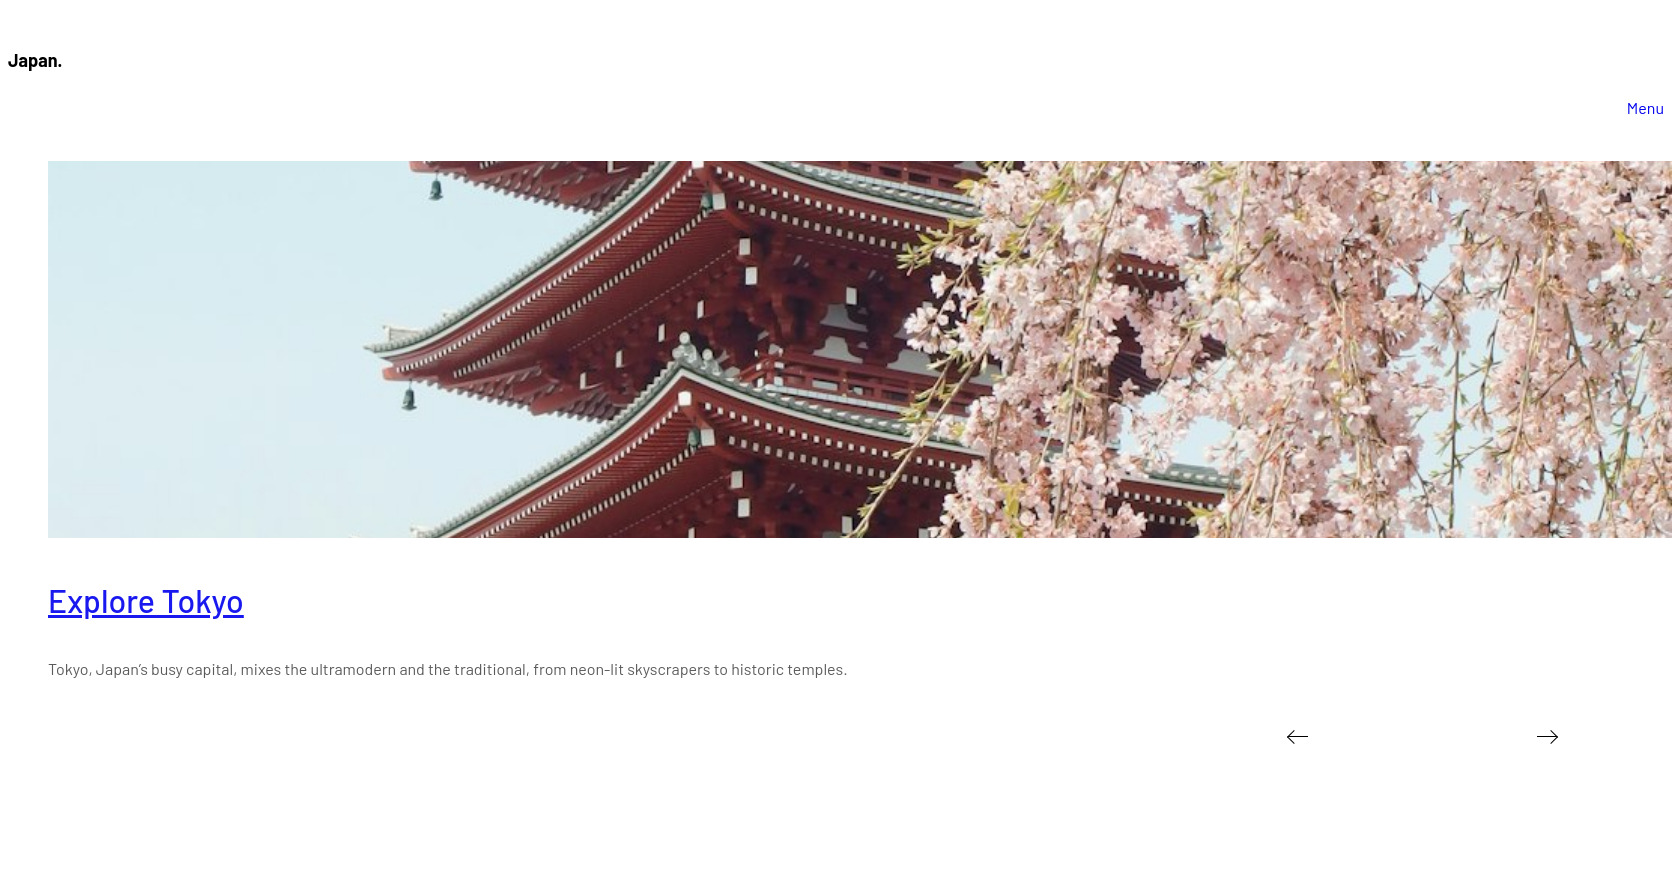 Japan.
Menu
Explore Tokyo
Tokyo, Japan’s busy capital, mixes the ultramodern and the traditional, from neon-lit skyscrapers to historic temples.